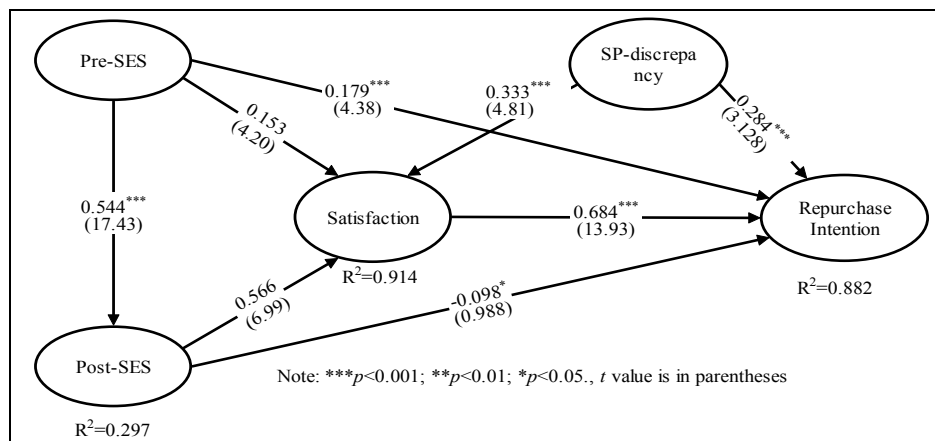 Pre-SES
SP-discrepa
ncy
0.179***
(4.38)
0.333***
(4.81)
0.284***
(3.128)
0.153
(4.20)
0.544***
(17.43)
Satisfaction
0.684***
(13.93)
Repurchase
Intention
R²=0.914
R²=0.882
0.566
(6.99)
-0.098*
(0.988)
Post-SES
Note: ***p<0.001; **p<0.01; *p<0.05., t value is in parentheses
R²=0.297